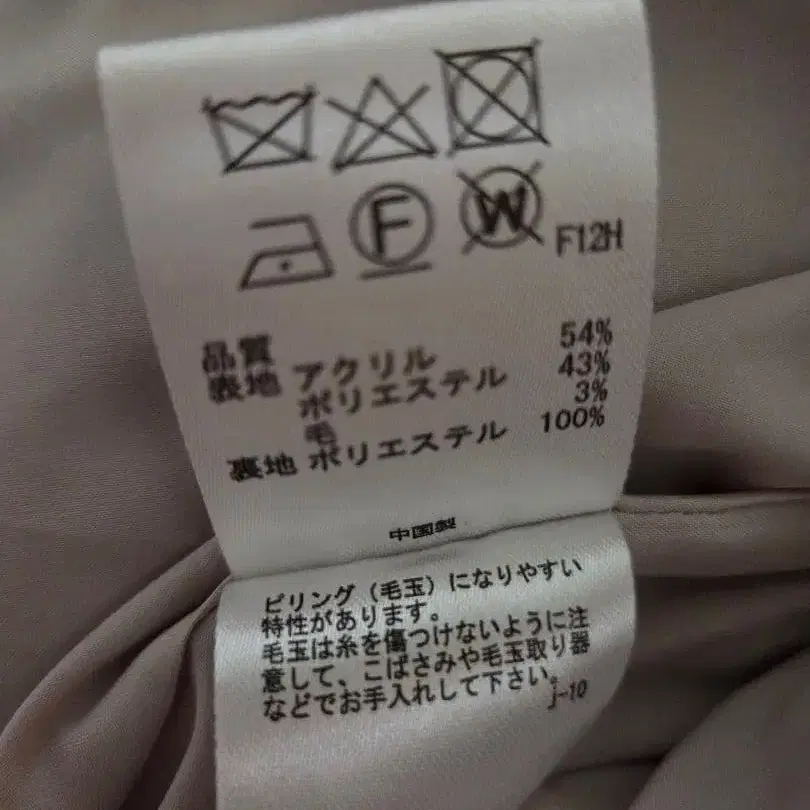 F
W
F12H
品質
表地 アクリル 54%
ポリエステル 43%
毛 3%
裏地 ポリエステル 100%
中国製
ピリング（毛玉）になりやすい
特性があります。
毛玉は糸を傷つけないように注
意して、こばさみや毛玉取り器
などでお手入れして下さい。
j-10